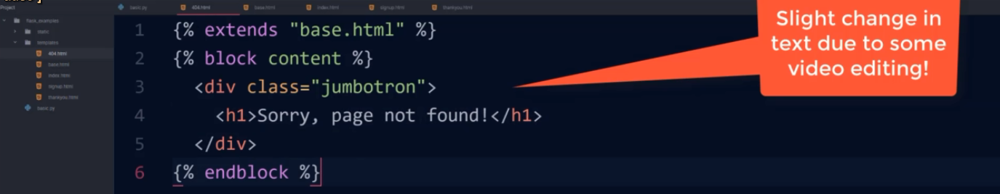 Project
flask_examples
static
templates
404.html
base.html
index.html
signup.html
thankyou.html
basic.py
basic.py 404.html base.html index.html signup.html thankyou.html
1 {% extends "base.html" %}
2 {% block content %}
3 <div class="jumbotron">
4 <h1>Sorry, page not found!</h1>
5 </div>
6 {% endblock %}
Slight change in
text due to some
video editing!